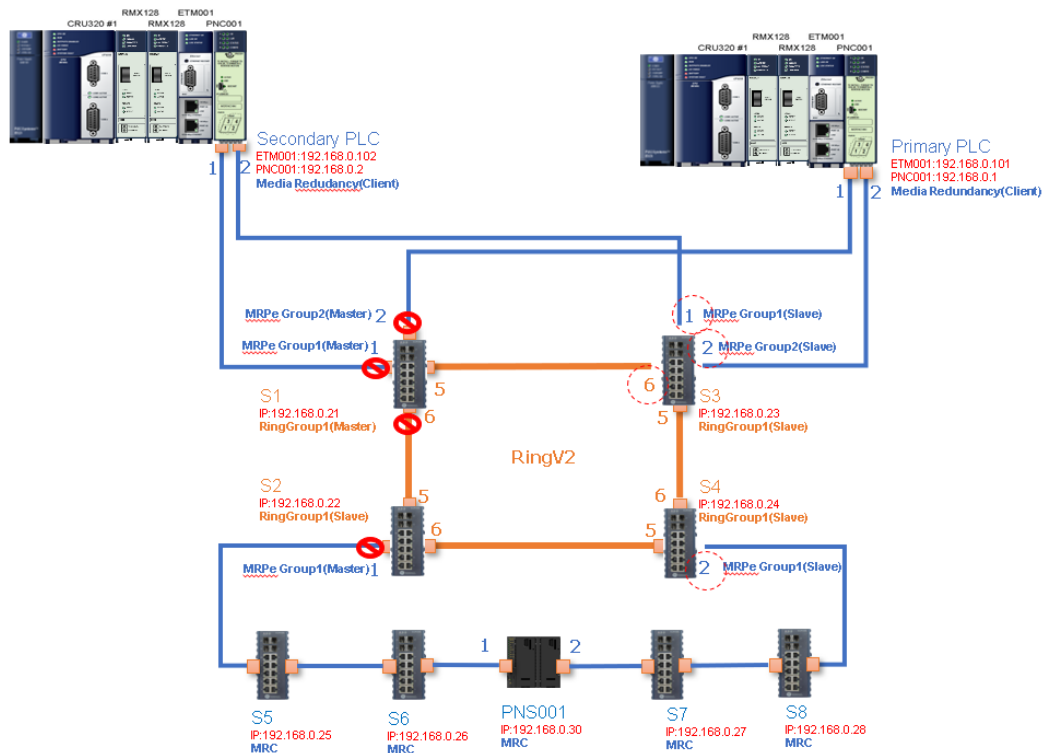 RMX128 ETM001
CRU320 #1 RMX128 PNC001
RMX128 ETM001
CRU320 #1 RMX128 PNC001
Secondary PLC
ETM001:192.168.0.102
PNC001:192.168.0.2
Media Redudancy(Client)
1 2
Primary PLC
ETM001:192.168.0.101
PNC001:192.168.0.1
Media Redundancy(Client)
1 2
MRPe Group2(Master) 2
MRPe Group1(Master) 1
1 MRPe Group1(Slave)
2 MRPe Group2(Slave)
5
6
S1
IP:192.168.0.21
RingGroup1(Master)
6
5
S3
IP:192.168.0.23
RingGroup1(Slave)
RingV2
S2
IP:192.168.0.22
RingGroup1(Slave)
5
6
S4
IP:192.168.0.24
RingGroup1(Slave)
6
5
MRPe Group1(Master) 1
2 MRPe Group1(Slave)
1 2
S5
IP:192.168.0.25
MRC
S6
IP:192.168.0.26
MRC
PNS001
IP:192.168.0.30
MRC
S7
IP:192.168.0.27
MRC
S8
IP:192.168.0.28
MRC